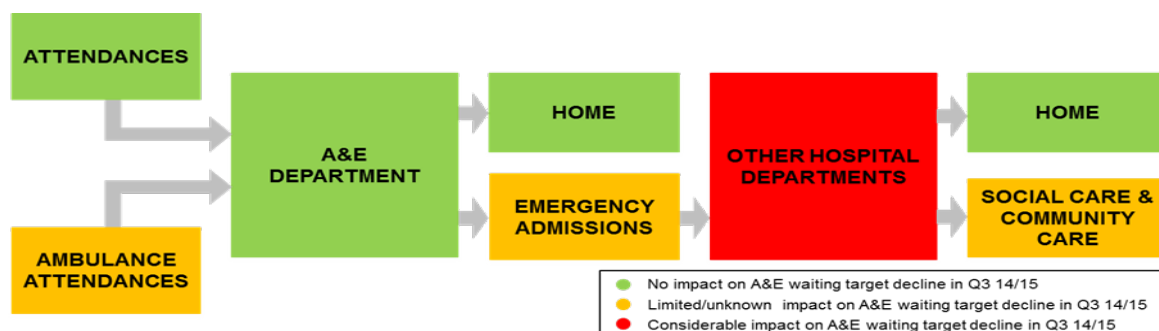 ATTENDANCES
AMBULANCE
ATTENDANCES
A&E
DEPARTMENT
HOME
EMERGENCY
ADMISSIONS
OTHER HOSPITAL
DEPARTMENTS
HOME
SOCIAL CARE &
COMMUNITY
CARE
No impact on A&E waiting target decline in Q3 14/15
Limited/unknown impact on A&E waiting target decline in Q3 14/15
Considerable impact on A&E waiting target decline in Q3 14/15